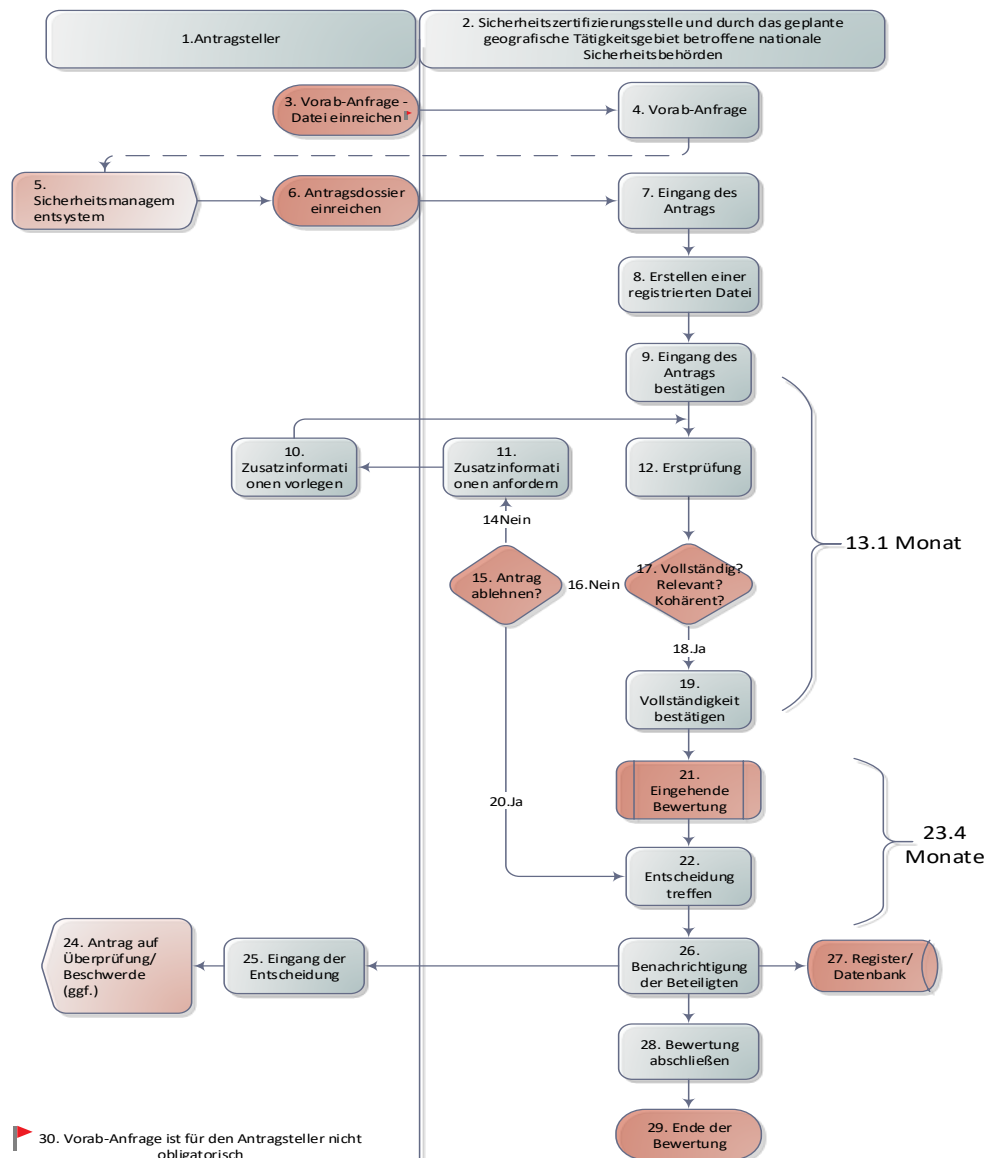 1.Antragsteller
2. Sicherheitszertifizierungsstelle und durch das geplante
geografische Tätigkeitsgebiet betroffene nationale
Sicherheitsbehörden
3. Vorab-Anfrage -
Datei einreichen
4. Vorab-Anfrage
5.
Sicherheitsmanagem
entsystem
6. Antragsdossier
einreichen
7. Eingang des
Antrags
8. Erstellen einer
registrierten Datei
9. Eingang des
Antrags
bestätigen
10.
Zusatzinformati
onen vorlegen
11.
Zusatzinformati
onen anfordern
12. Erstprüfung
13.1 Monat
14Nein
15. Antrag
ablehnen?
16.Nein
17. Vollständig?
Relevant?
Kohärent?
18.Ja
19.
Vollständigkeit
bestätigen
20.Ja
21.
Eingehende
Bewertung
22.
Entscheidung
treffen
23.4
Monate
24. Antrag auf
Überprüfung/
Beschwerde
(ggf.)
25. Eingang der
Entscheidung
26.
Benachrichtigung
der Beteiligten
27. Register/
Datenbank
28. Bewertung
abschließen
29. Ende der
Bewertung
30. Vorab-Anfrage ist für den Antragsteller nicht
obligatorisch